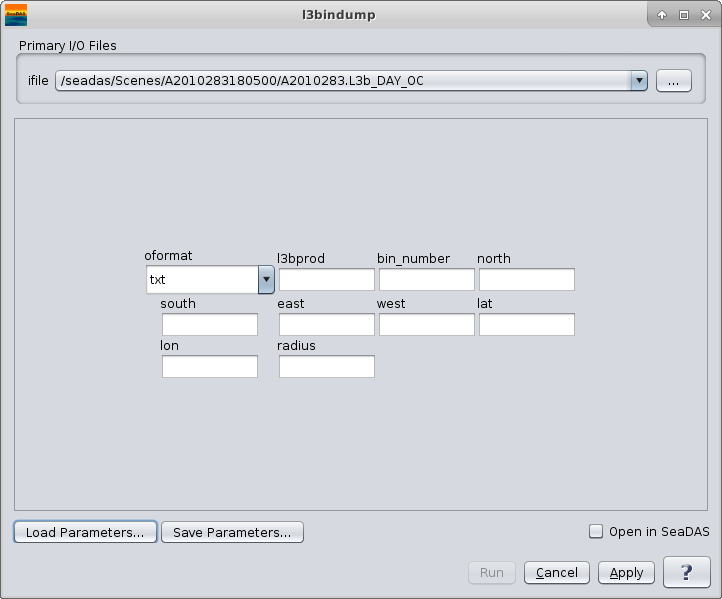 SeaDAS
l3bindump
Primary I/O Files
ifile /seadas/Scenes/A2010283180500/A2010283.L3b_DAY_OC ...
oformat l3bprod bin_number north
txt
south east west lat
lon radius
Load Parameters... Save Parameters... Open in SeaDAS
Run Cancel Apply ?